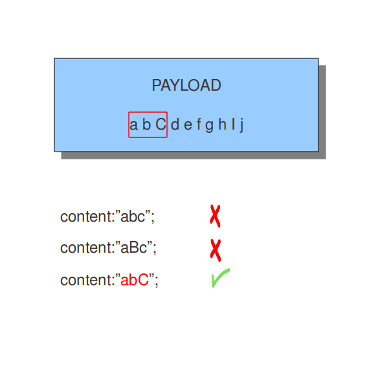 PAYLOAD
a b C d e f g h I j
content:”abc”;
content:”aBc”;
content:”abC”;